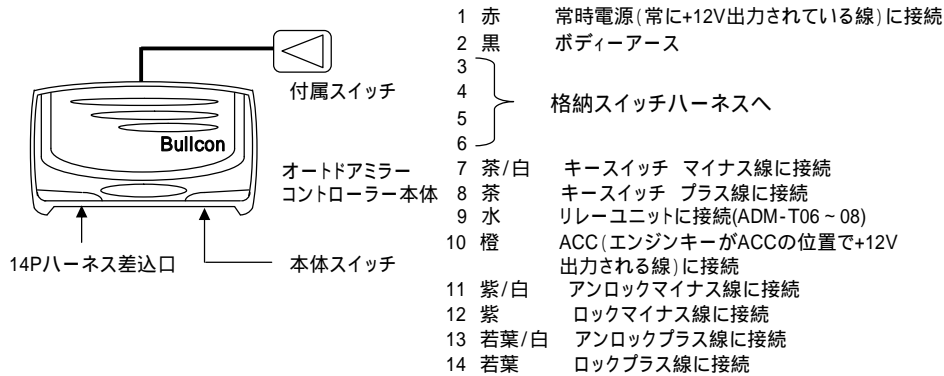 付属スイッチ
Bullcon
オートドアミラー
コントローラー本体
14Pハーネス差込口
本体スイッチ
1 赤 常時電源(常に+12V出力されている線)に接続
2 黒 ボディーアース
3
4
5
6
格納スイッチハーネスへ
7 茶/白 キースイッチ マイナス線に接続
8 茶 キースイッチ プラス線に接続
9 水 リレーユニットに接続(ADM-T06~08)
10 橙 ACC(エンジンキーがACCの位置で+12V
出力される線)に接続
11 紫/白 アンロックマイナス線に接続
12 紫 ロックマイナス線に接続
13 若葉/白 アンロックプラス線に接続
14 若葉 ロックプラス線に接続